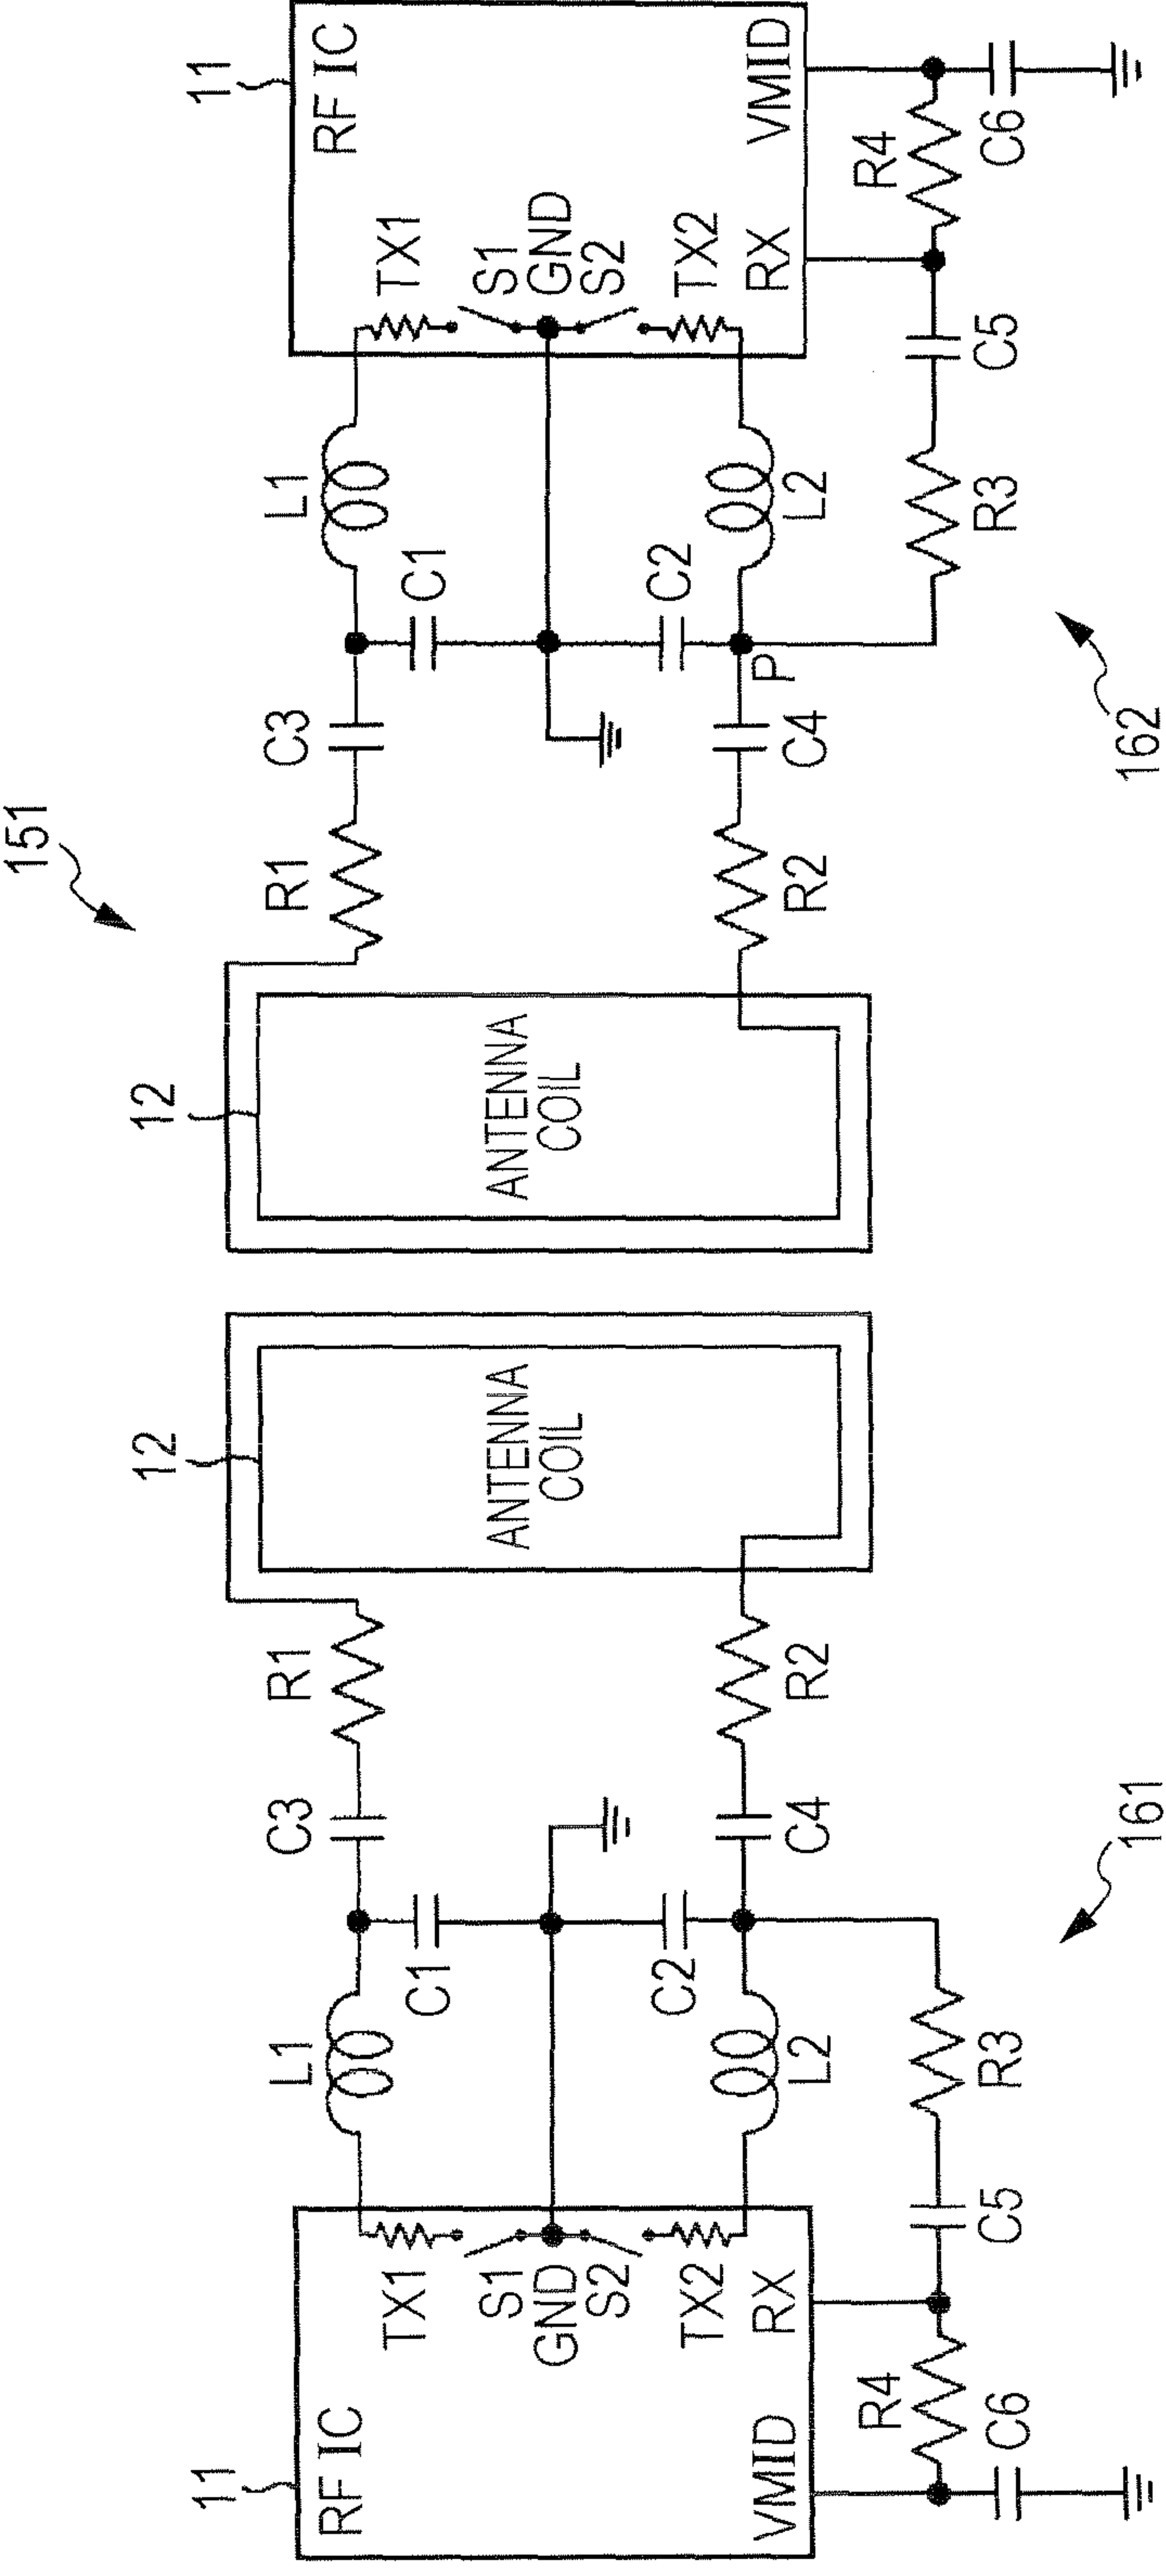 151
12
12
11
11
L1
C3
R1
R1
C3
L1
RF IC
RF IC
TX1
C1
C1
TX1
S1
GND
S2
ANTENNA
COIL
ANTENNA
COIL
S1
GND
S2
TX2
C2
C2
TX2
VMID
RX
P
RX
VMID
L2
C4
R2
R2
C4
L2
R4
R4
C6
C5
R3
R3
C5
C6
161
162